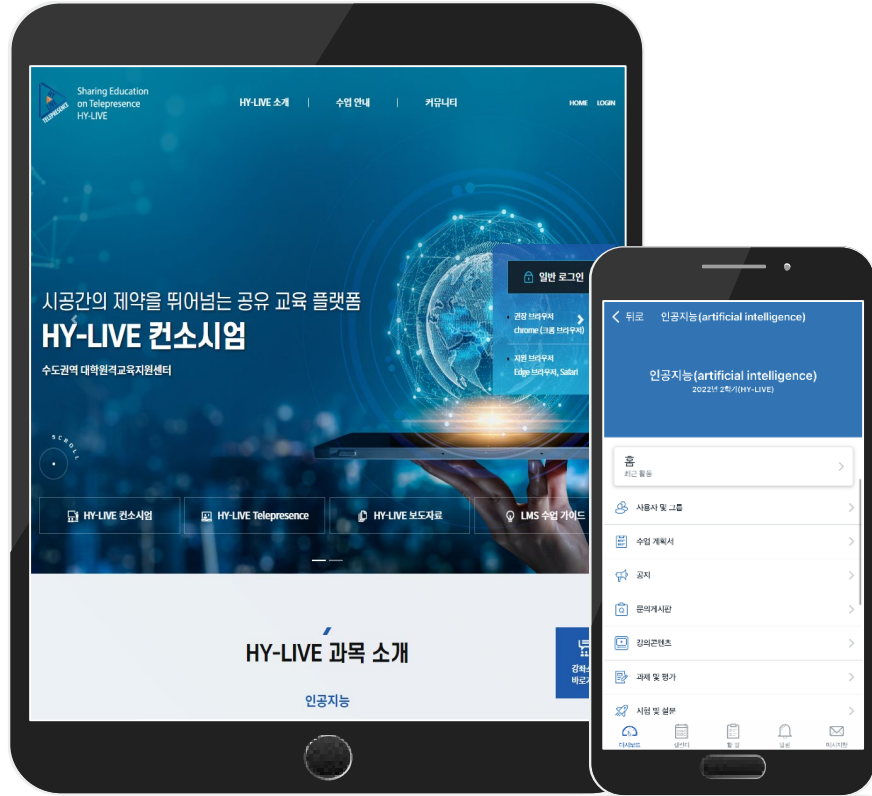 Sharing Education
on Telepresence
HY-LIVE
TELEPRESENCE
HY-LIVE 소개
수업 안내
커뮤니티
HOME
LOGIN
시공간의 제약을 뛰어넘는 공유 교육 플랫폼
HY-LIVE 컨소시엄
수도권역 대학원격교육지원센터
일반 로그인
권장 브라우저
chrome (크롬 브라우저)
지원 브라우저
Edge 브라우저, Safari
SCROLL
HY-LIVE 컨소시엄
HY-LIVE Telepresence
HY-LIVE 보도자료
LMS 수업 가이드
HY-LIVE 과목 소개
인공지능
뒤로
인공지능(artificial intelligence)
인공지능(artificial intelligence)
2022년 2학기(HY-LIVE)
홈
최근 활동
사용자 및 그룹
수업 계획서
공지
문의게시판
강의콘텐츠
과제 및 평가
시험 및 설문
대시보드
캘린더
할 일
알림